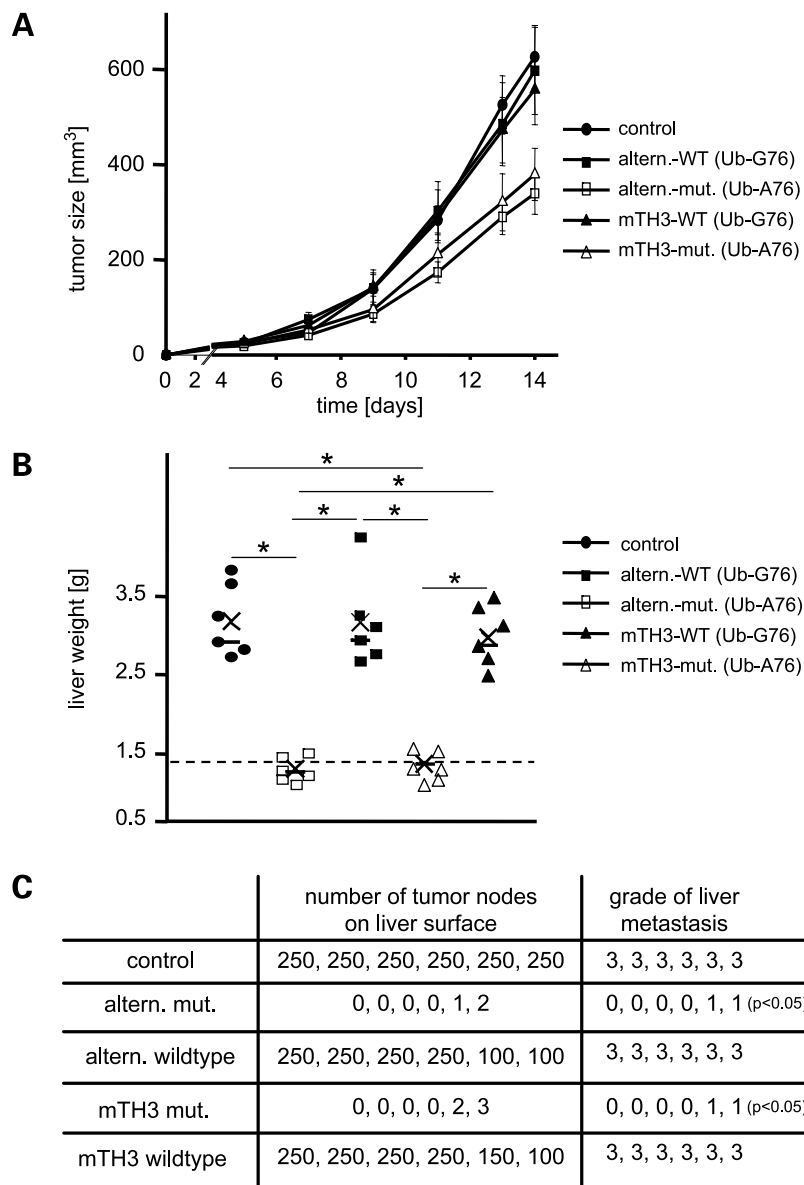 A
tumor size [mm³]
600
400
200
0
0 2 4 6 8 10 12 14
time [days]
control
altern.-WT (Ub-G76)
altern.-mut. (Ub-A76)
mTH3-WT (Ub-G76)
mTH3-mut. (Ub-A76)
B
liver weight [g]
3.5
2.5
1.5
0.5
*
*
* *
*
*
control
altern.-WT (Ub-G76)
altern.-mut. (Ub-A76)
mTH3-WT (Ub-G76)
mTH3-mut. (Ub-A76)
C
number of tumor nodes on liver surface
grade of liver metastasis
control 250, 250, 250, 250, 250, 250 3, 3, 3, 3, 3, 3
altern. mut. 0, 0, 0, 0, 1, 2 0, 0, 0, 0, 1, 1 (p<0.05)
altern. wildtype 250, 250, 250, 250, 100, 100 3, 3, 3, 3, 3, 3
mTH3 mut. 0, 0, 0, 0, 2, 3 0, 0, 0, 0, 1, 1 (p<0.05)
mTH3 wildtype 250, 250, 250, 250, 150, 100 3, 3, 3, 3, 3, 3